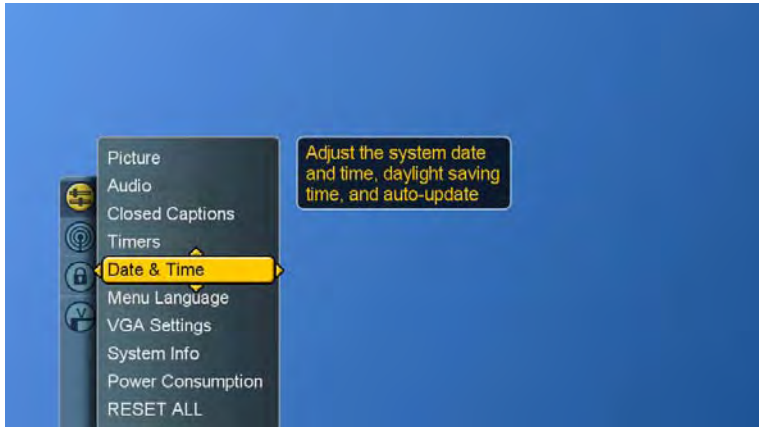 Picture
Audio
Closed Captions
Timers
Date & Time
Menu Language
VGA Settings
System Info
Power Consumption
RESET ALL
Adjust the system date
and time, daylight saving
time, and auto-update